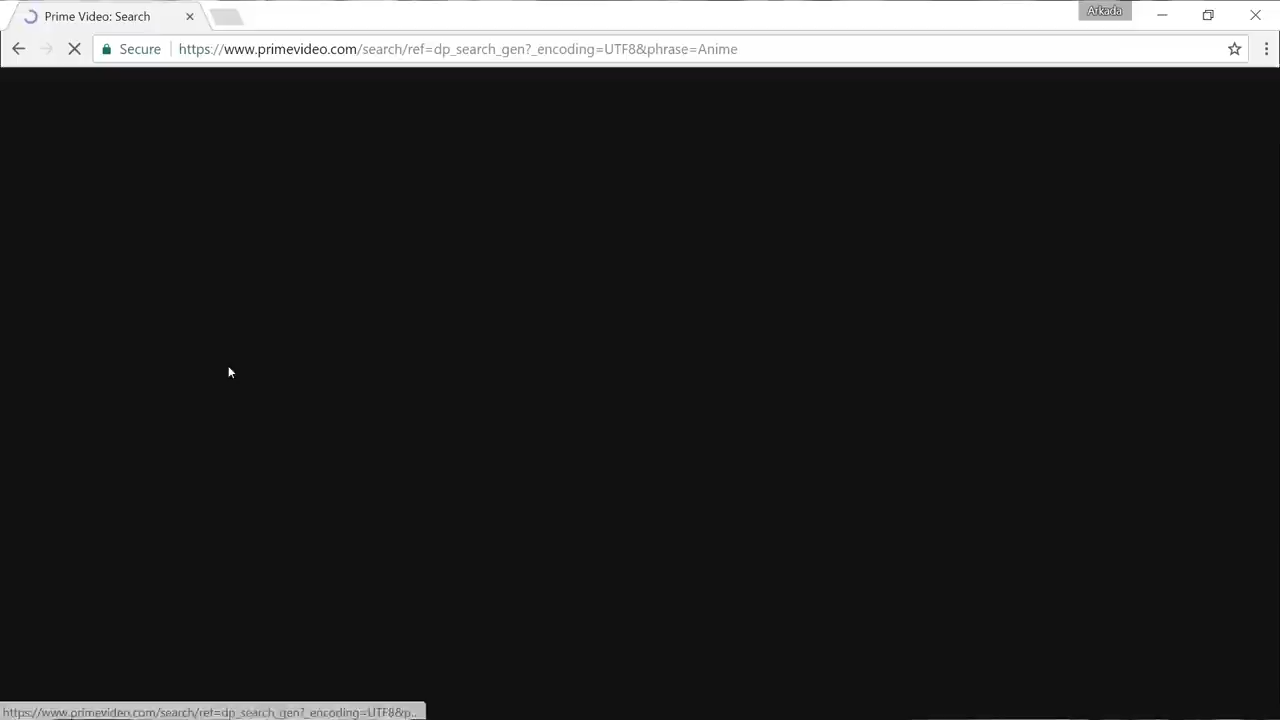 Prime Video: Search
Arkada
Secure
https://www.primevideo.com/search/ref=dp_search_gen?_encoding=UTF8&phrase=Anime
https://www.primevideo.com/search/ref=dp_search_gen?_encoding=UTF8&p...